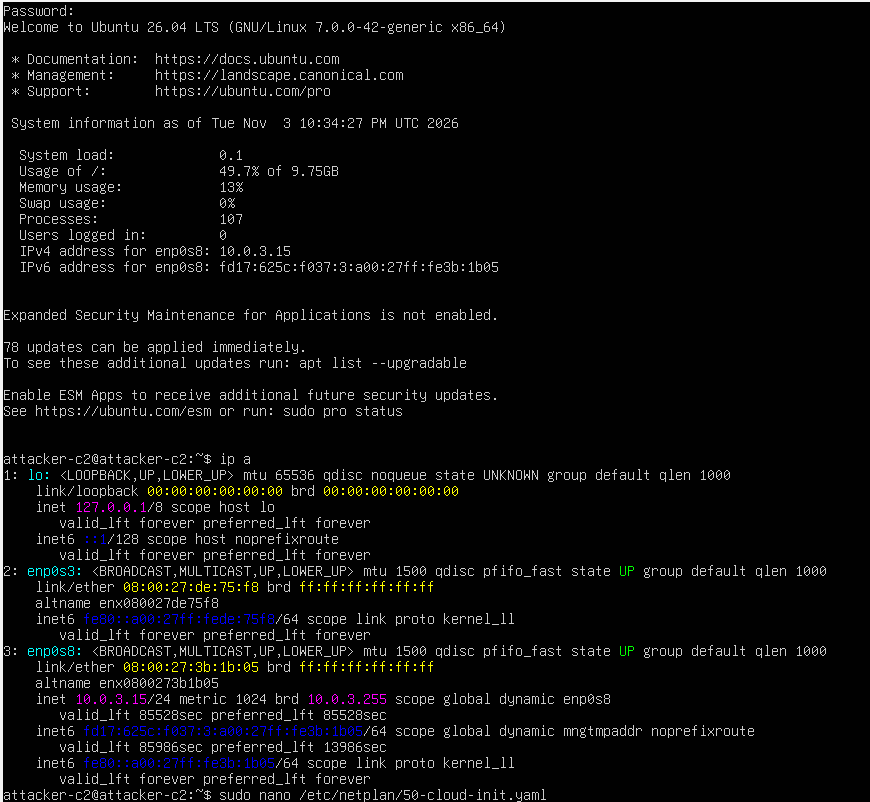 Password:
Welcome to Ubuntu 26.04 LTS (GNU/Linux 7.0.0-42-generic x86_64)
* Documentation: https://docs.ubuntu.com
* Management: https://landscape.canonical.com
* Support: https://ubuntu.com/pro
System information as of Tue Nov 3 10:34:27 PM UTC 2026
System load: 0.1
Usage of /: 49.7% of 9.75GB
Memory usage: 13%
Swap usage: 0%
Processes: 107
Users logged in: 0
IPv4 address for enp0s8: 10.0.3.15
IPv6 address for enp0s8: fd17:625c:f037:3:a00:27ff:fe3b:1b05
Expanded Security Maintenance for Applications is not enabled.
78 updates can be applied immediately.
To see these additional updates run: apt list --upgradable
Enable ESM Apps to receive additional future security updates.
See https://ubuntu.com/esm or run: sudo pro status
attacker-c2@attacker-c2:~$ ip a
1: lo: <LOOPBACK,UP,LOWER_UP> mtu 65536 qdisc noqueue state UNKNOWN group default qlen 1000
link/loopback 00:00:00:00:00:00 brd 00:00:00:00:00:00
inet 127.0.0.1/8 scope host lo
valid_lft forever preferred_lft forever
inet6 ::1/128 scope host noprefixroute
valid_lft forever preferred_lft forever
2: enp0s3: <BROADCAST,MULTICAST,UP,LOWER_UP> mtu 1500 qdisc pfifo_fast state UP group default qlen 1000
link/ether 08:00:27:de:75:f8 brd ff:ff:ff:ff:ff:ff
altname enx080027de75f8
inet6 fe80::a00:27ff:fede:75f8/64 scope link proto kernel_ll
valid_lft forever preferred_lft forever
3: enp0s8: <BROADCAST,MULTICAST,UP,LOWER_UP> mtu 1500 qdisc pfifo_fast state UP group default qlen 1000
link/ether 08:00:27:3b:1b:05 brd ff:ff:ff:ff:ff:ff
altname enx0800273b1b05
inet 10.0.3.15/24 metric 1024 brd 10.0.3.255 scope global dynamic enp0s8
valid_lft 85528sec preferred_lft 85528sec
inet6 fd17:625c:f037:3:a00:27ff:fe3b:1b05/64 scope global dynamic mngtmpaddr noprefixroute
valid_lft 85986sec preferred_lft 13986sec
inet6 fe80::a00:27ff:fe3b:1b05/64 scope link proto kernel_ll
valid_lft forever preferred_lft forever
attacker-c2@attacker-c2:~$ sudo nano /etc/netplan/50-cloud-init.yaml